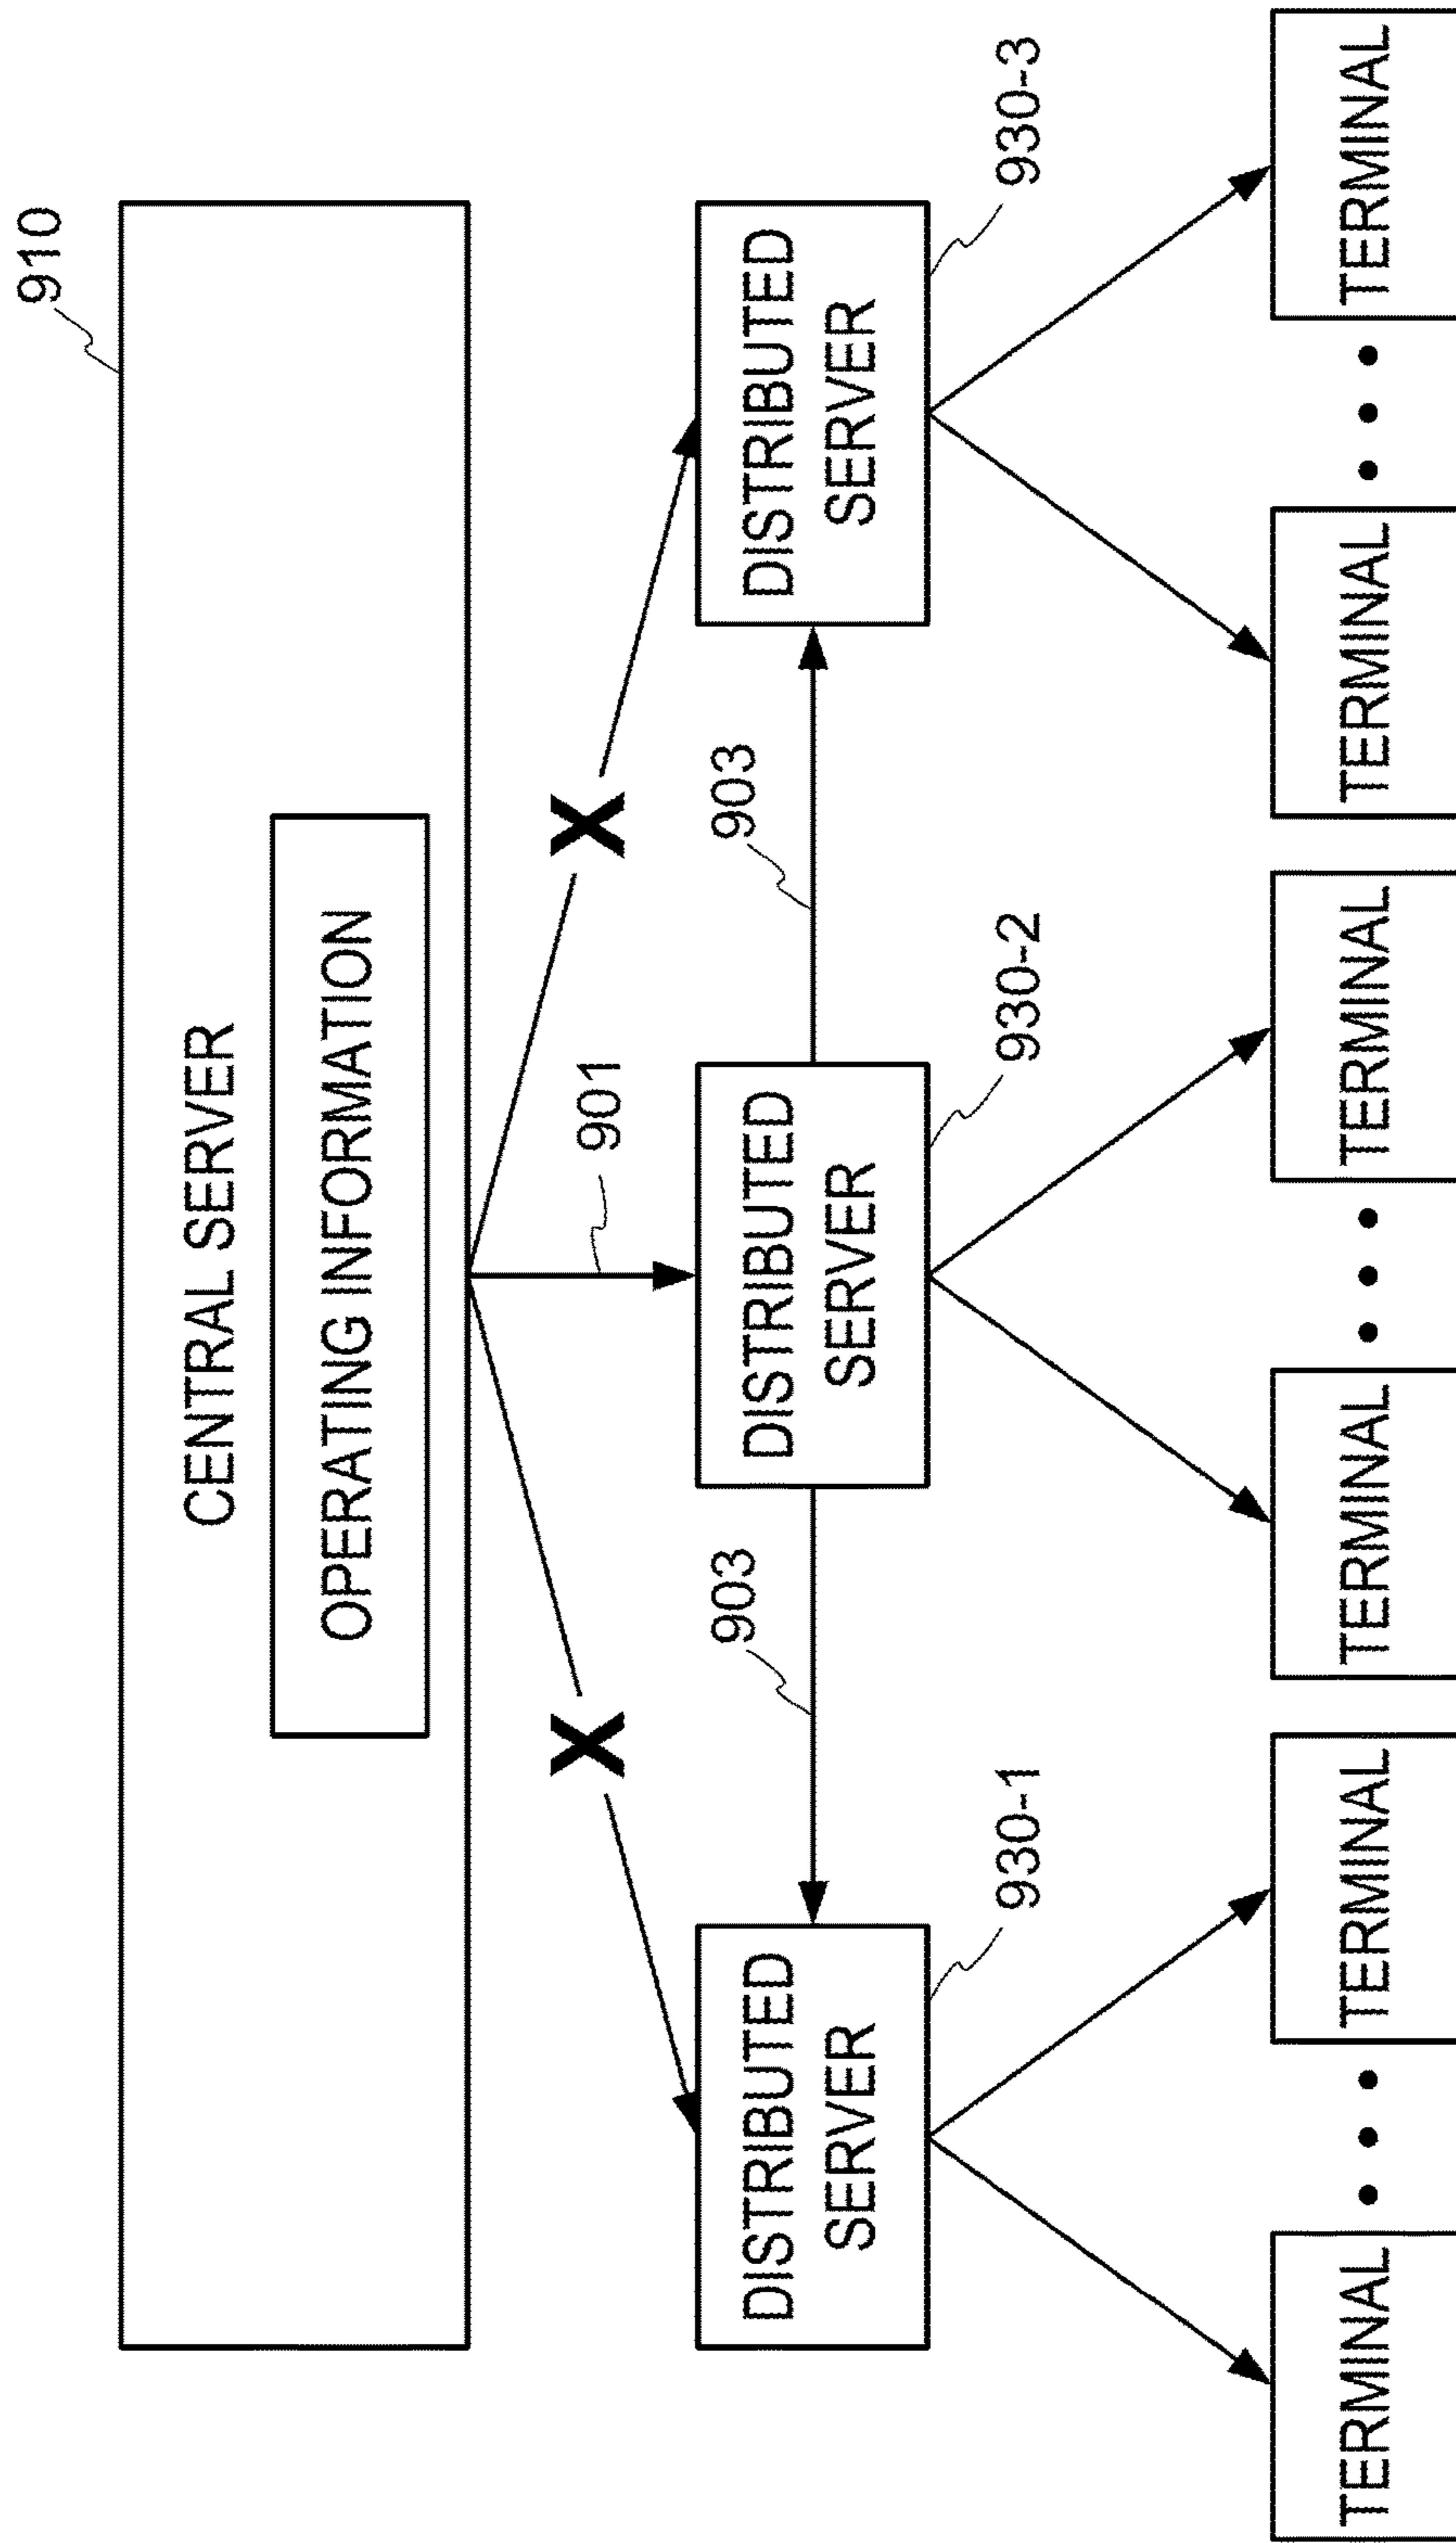 910
CENTRAL SERVER
OPERATING INFORMATION
X
901
X
903
903
DISTRIBUTED
SERVER
DISTRIBUTED
SERVER
DISTRIBUTED
SERVER
930-1
930-2
930-3
TERMINAL
TERMINAL
TERMINAL
TERMINAL
TERMINAL
TERMINAL